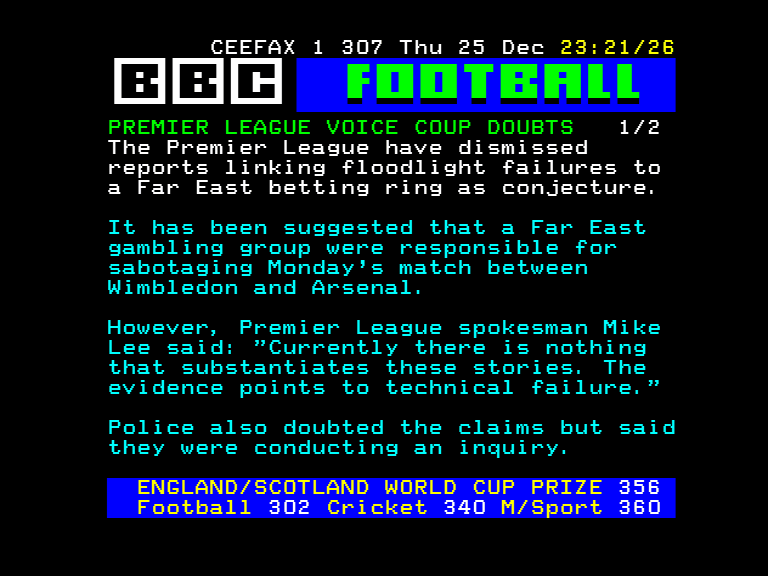 CEEFAX 1 307 Thu 25 Dec 23:21/26
BBC FOOTBALL
PREMIER LEAGUE VOICE COUP DOUBTS 1/2
The Premier League have dismissed
reports linking floodlight failures to
a Far East betting ring as conjecture.
It has been suggested that a Far East
gambling group were responsible for
sabotaging Monday's match between
Wimbledon and Arsenal.
However, Premier League spokesman Mike
Lee said: "Currently there is nothing
that substantiates these stories. The
evidence points to technical failure."
Police also doubted the claims but said
they were conducting an inquiry.
ENGLAND/SCOTLAND WORLD CUP PRIZE 356
Football 302 Cricket 340 M/Sport 360